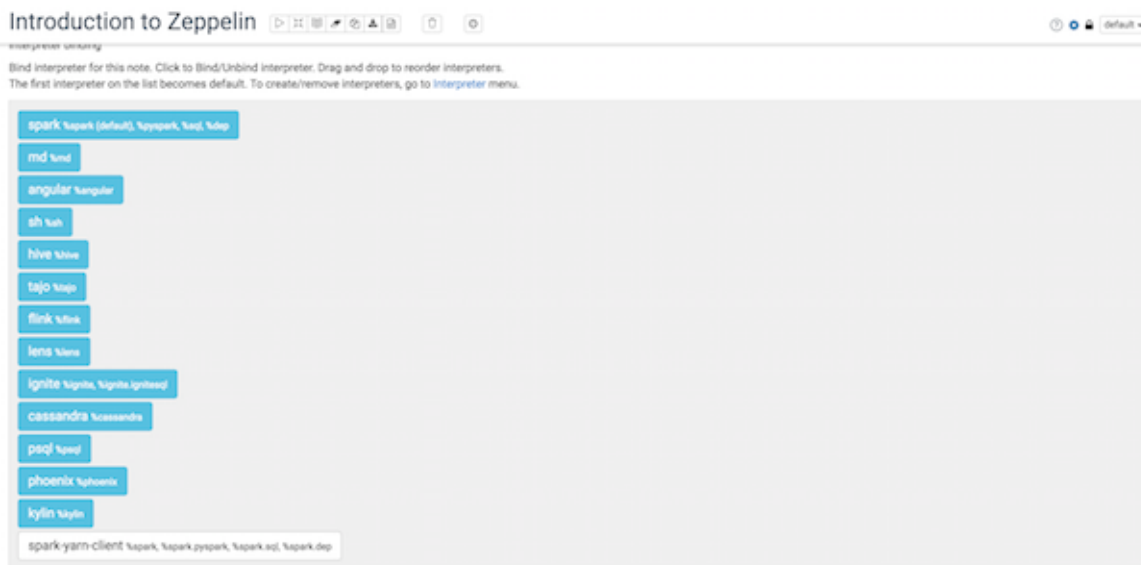 Introduction to Zeppelin
default
Interpreter binding
Bind interpreter for this note. Click to Bind/Unbind interpreter. Drag and drop to reorder interpreters.
The first interpreter on the list becomes default. To create/remove interpreters, go to Interpreter menu.
spark %spark (default), %pyspark, %sql, %dep
md %md
angular %angular
sh %sh
hive %hive
tajo %tajo
flink %flink
lens %lens
ignite %ignite, %ignite.ignitesql
cassandra %cassandra
psql %psql
phoenix %phoenix
kylin %kylin
spark-yarn-client %spark, %spark.pyspark, %spark.sql, %spark.dep